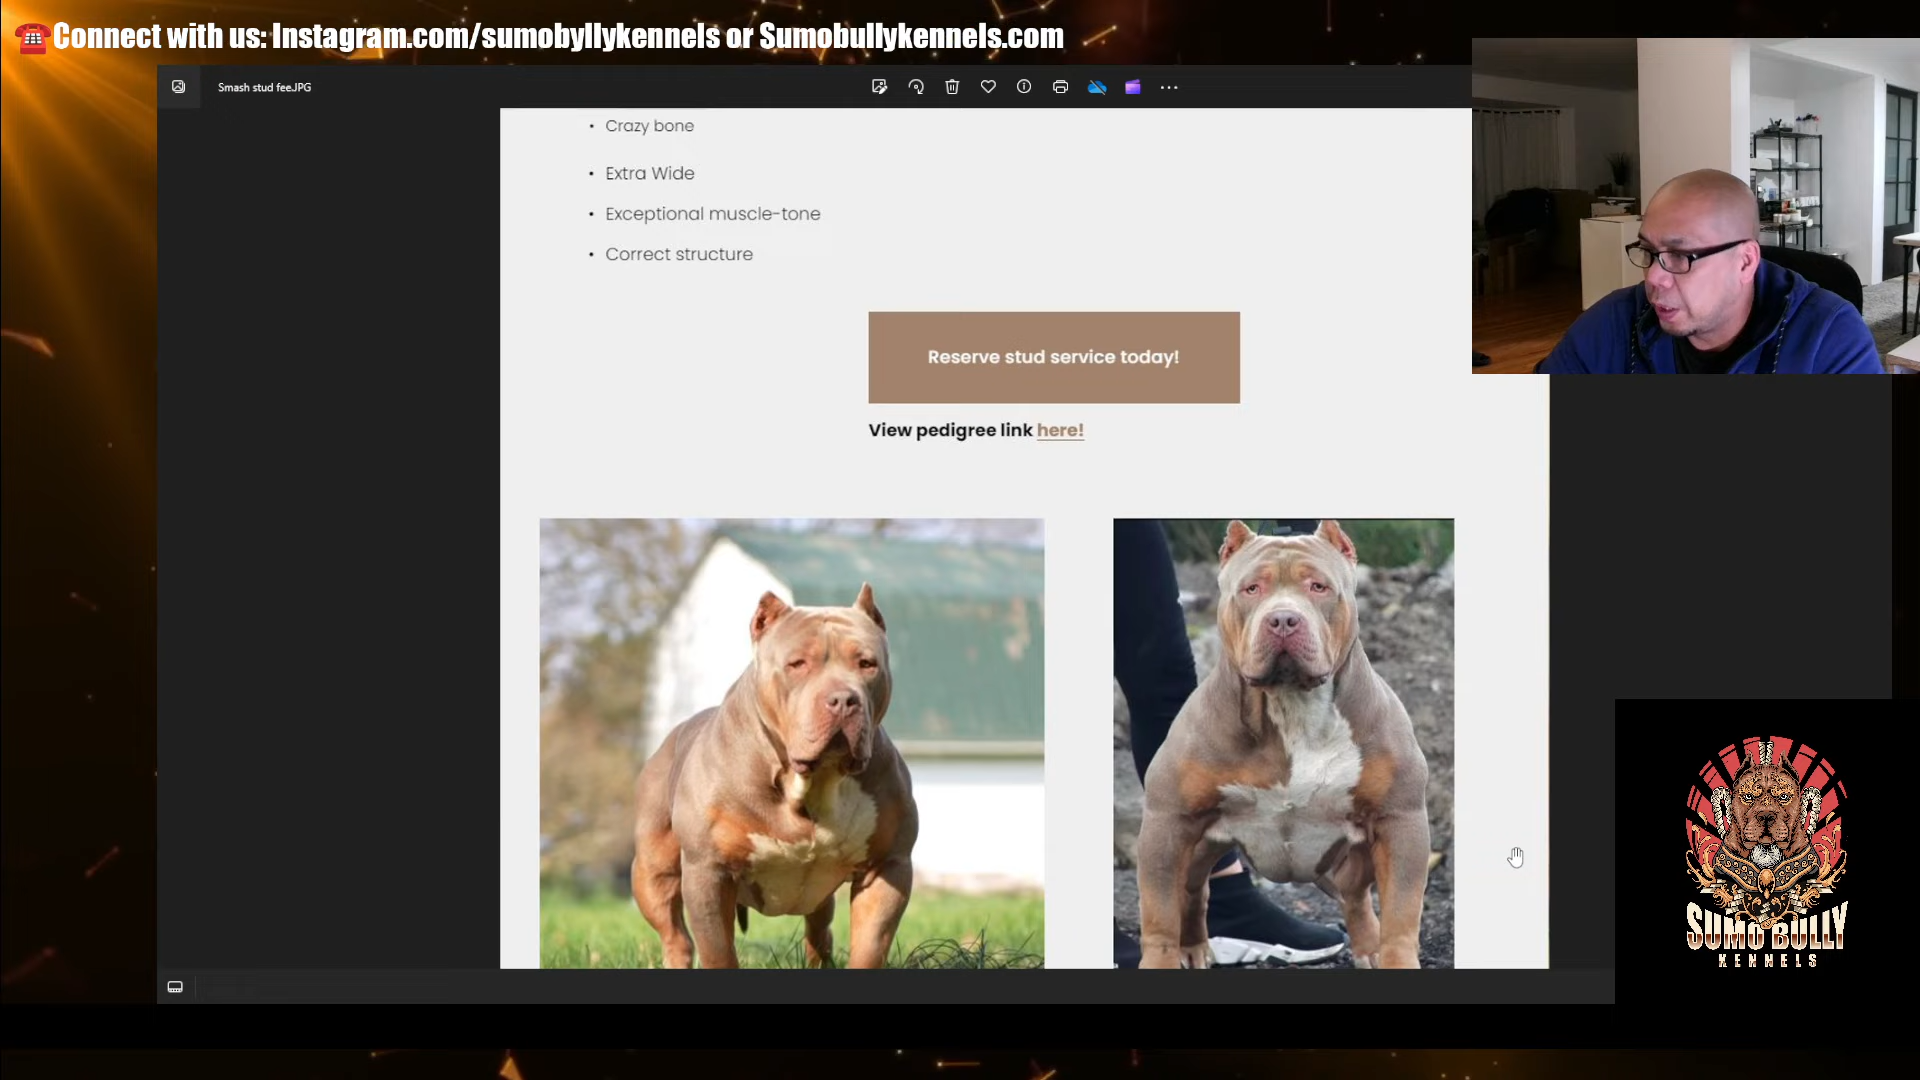 ☎️Connect with us: Instagram.com/sumobyllykennels or Sumobullykennels.com
Smash stud fee.JPG
• Crazy bone
• Extra Wide
• Exceptional muscle-tone
• Correct structure
Reserve stud service today!
View pedigree link here!
SUMO BULLY
KENNELS